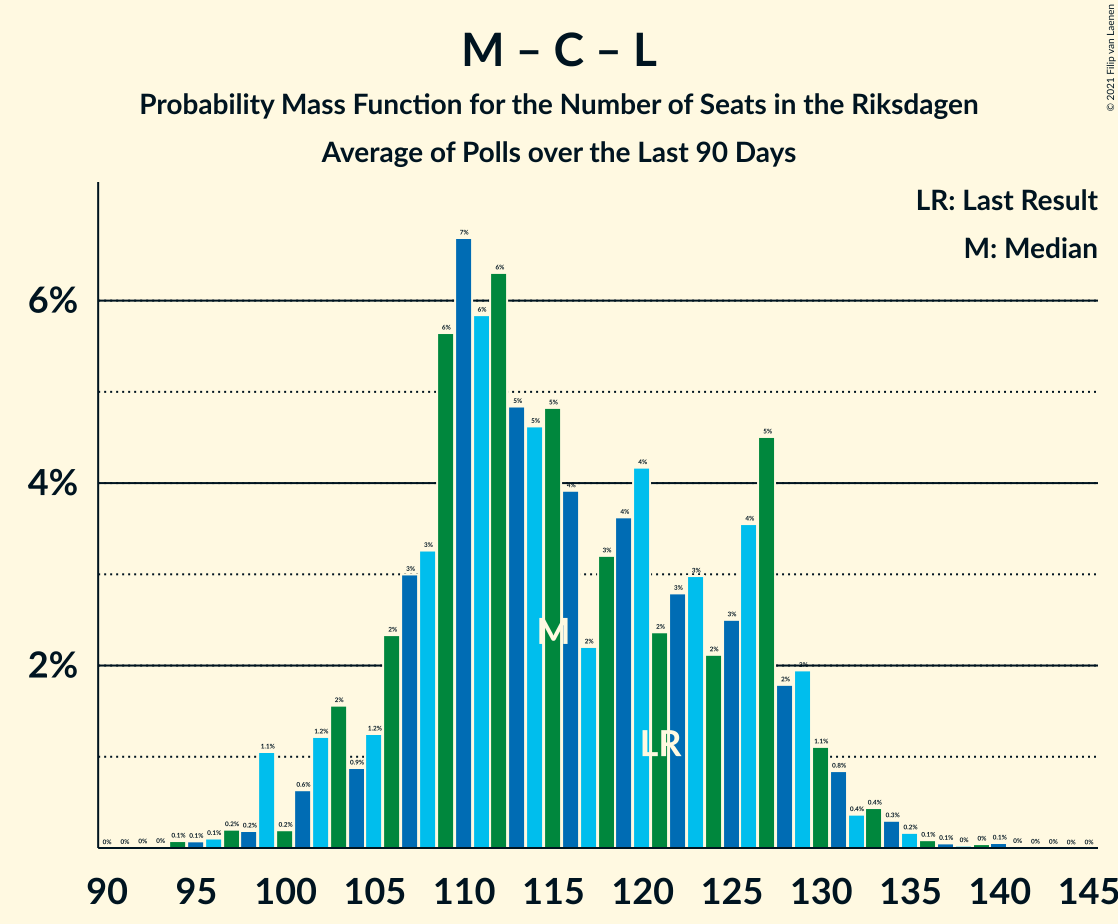 M – C – L
Probability Mass Function for the Number of Seats in the Riksdagen
Average of Polls over the Last 90 Days
© 2021 Filip van Laenen
LR: Last Result
M: Median
6%
4%
2%
0% 0% 0% 0% 0.1% 0.1% 0.1% 0.2% 0.2% 1.1% 0.2% 0.6% 1.2% 2% 0.9% 1.2% 2% 3% 3% 6% 7% 6% 6% 5% 5% 5% 4% 2% 3% 4% 4% 2% 3% 3% 2% 3% 4% 5% 2% 2% 1.1% 0.8% 0.4% 0.4% 0.3% 0.2% 0.1% 0.1% 0% 0% 0.1% 0% 0% 0% 0% 0%
M
LR
90 95 100 105 110 115 120 125 130 135 140 145